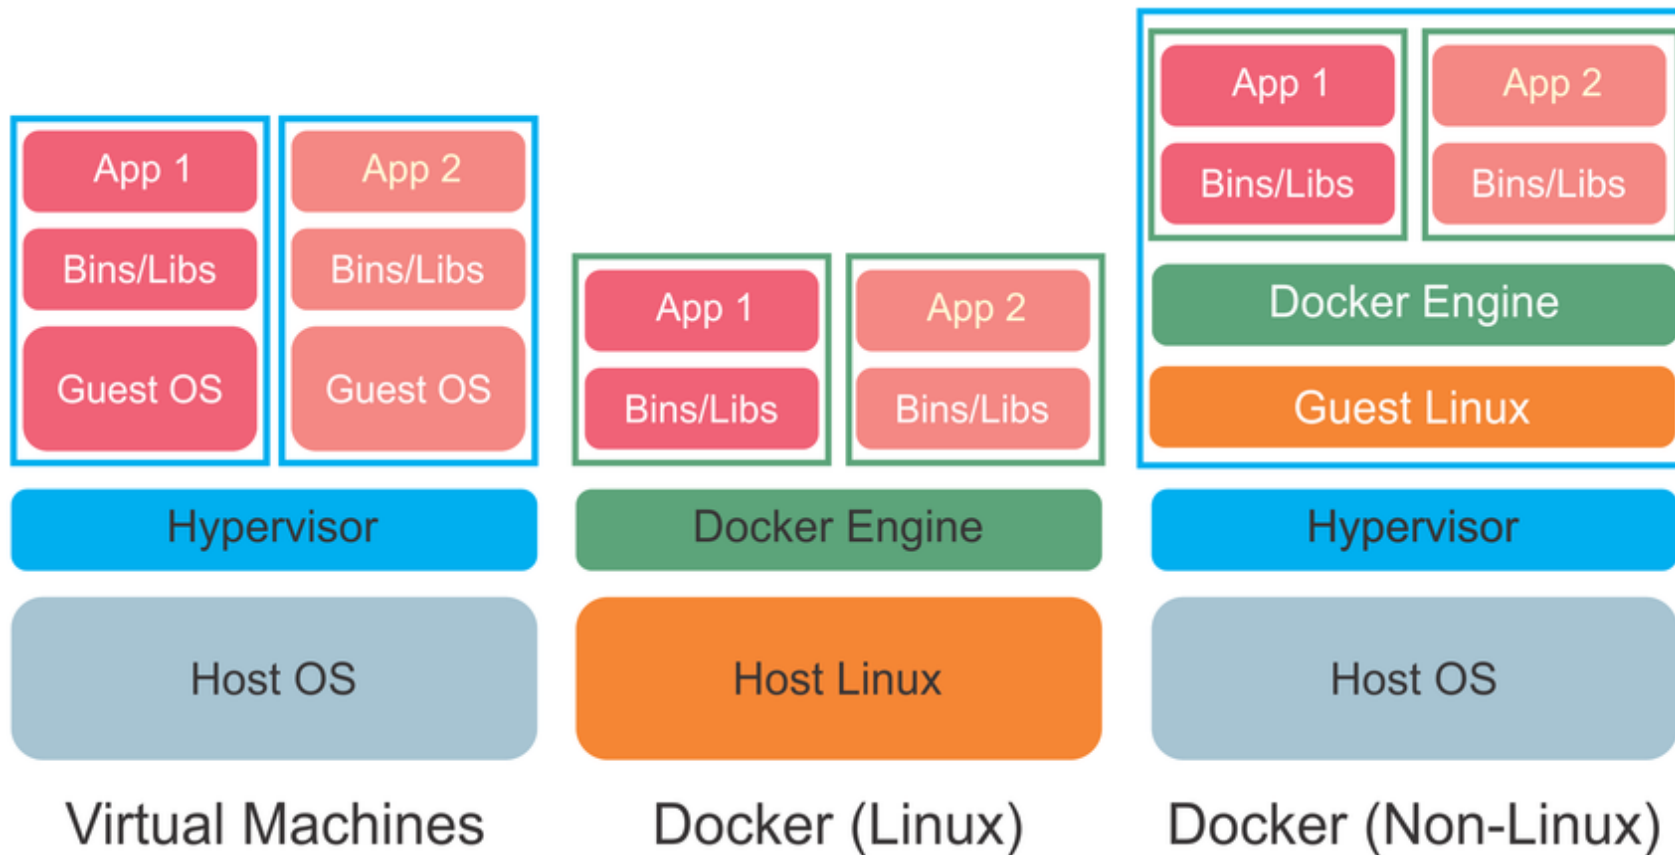 App 1
Bins/Libs
Guest OS
App 2
Bins/Libs
Guest OS
Hypervisor
Host OS
Virtual Machines
App 1
Bins/Libs
App 2
Bins/Libs
Docker Engine
Host Linux
Docker (Linux)
App 1
Bins/Libs
App 2
Bins/Libs
Docker Engine
Guest Linux
Hypervisor
Host OS
Docker (Non-Linux)